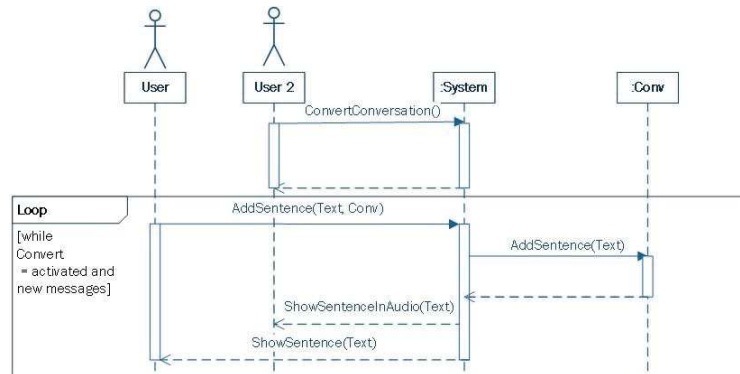 User
User 2
:System
:Conv
ConvertConversation()
Loop
AddSentence(Text, Conv)
[while
Convert
= activated and
new messages]
AddSentence(Text)
ShowSentenceInAudio(Text)
ShowSentence(Text)